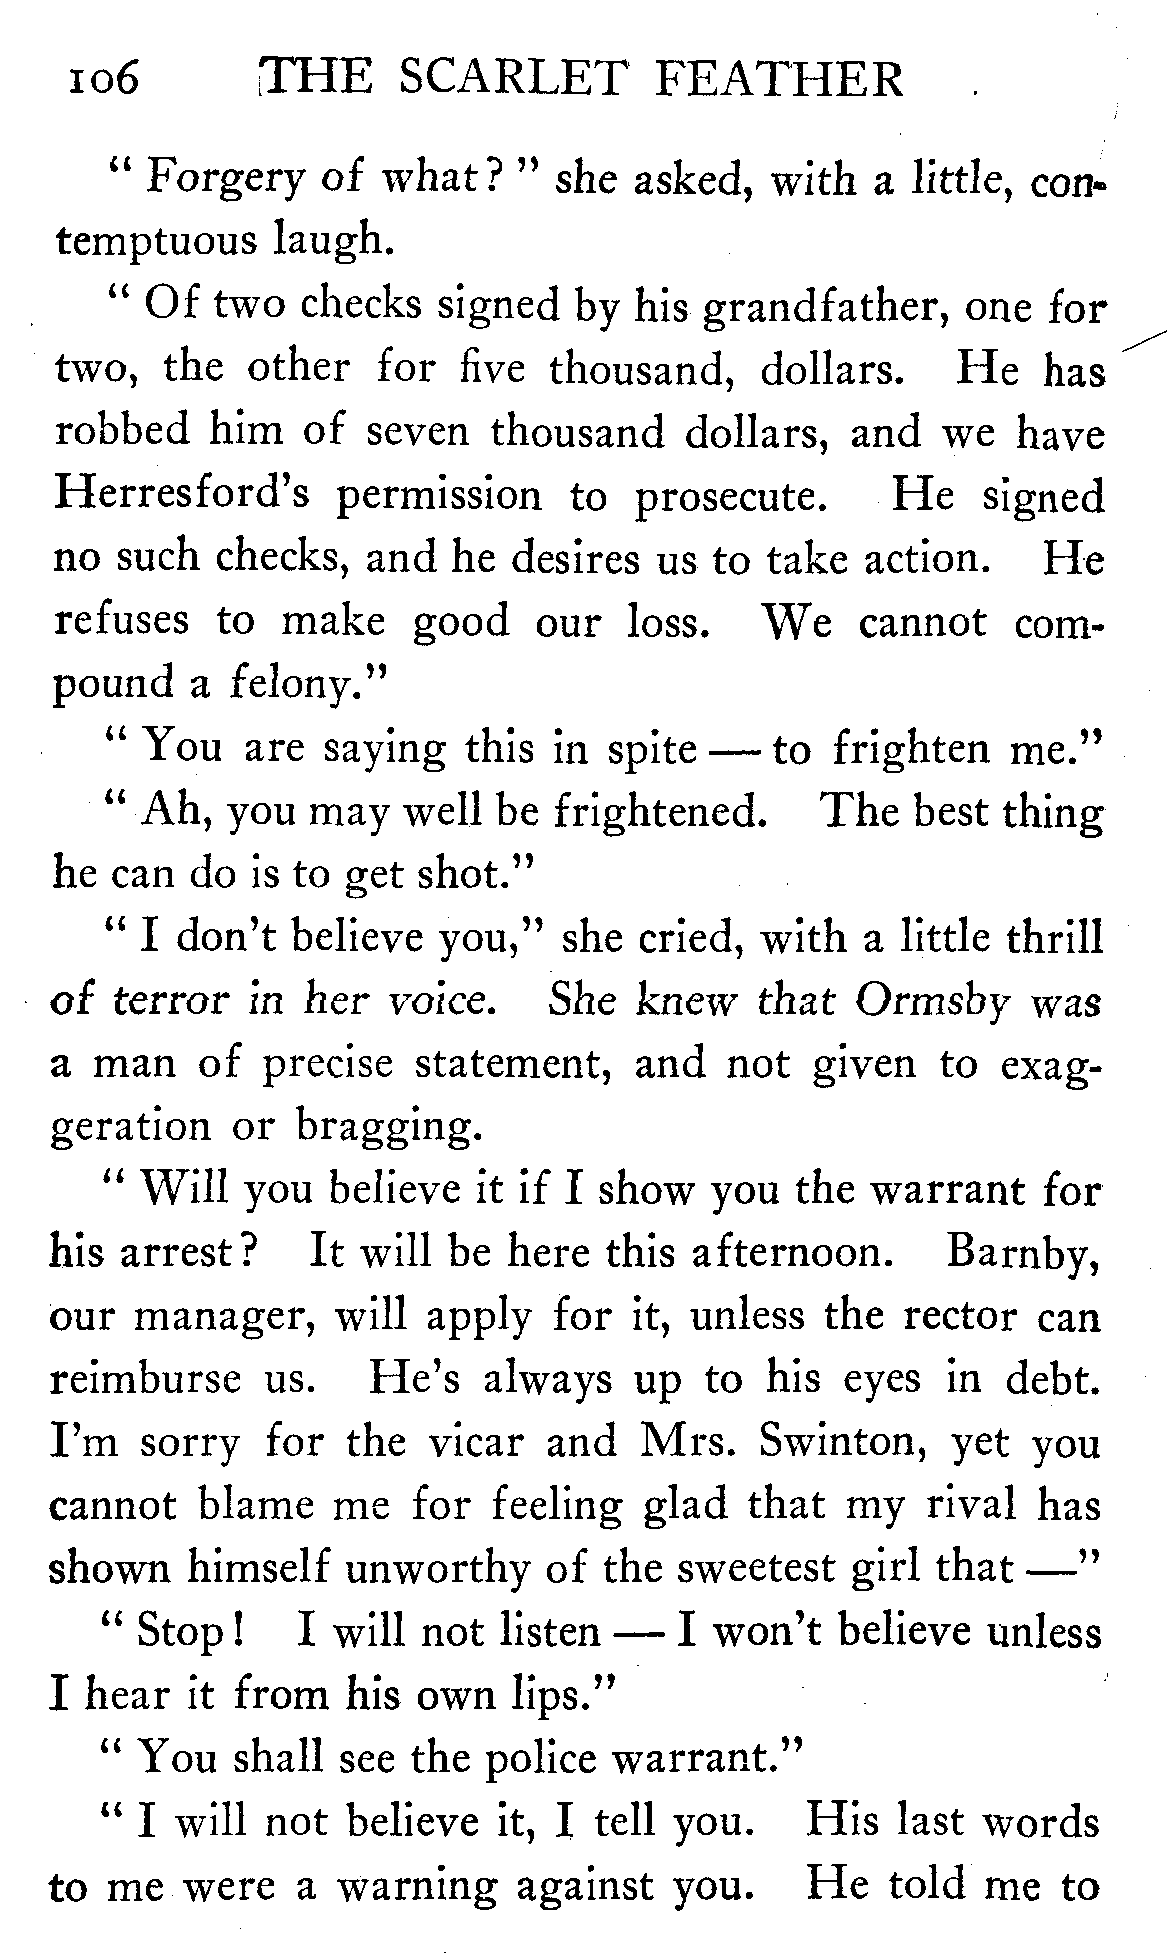 106 THE SCARLET FEATHER
“ Forgery of what? ” she asked, with a little, con-
temptuous laugh.
“ Of two checks signed by his grandfather, one for
two, the other for five thousand, dollars. He has
robbed him of seven thousand dollars, and we have
Herresford’s permission to prosecute. He signed
no such checks, and he desires us to take action. He
refuses to make good our loss. We cannot com-
pound a felony.”
“ You are saying this in spite — to frighten me.”
“ Ah, you may well be frightened. The best thing
he can do is to get shot.”
“ I don’t believe you,” she cried, with a little thrill
of terror in her voice. She knew that Ormsby was
a man of precise statement, and not given to exag-
geration or bragging.
“ Will you believe it if I show you the warrant for
his arrest? It will be here this afternoon. Barnby,
our manager, will apply for it, unless the rector can
reimburse us. He’s always up to his eyes in debt.
I’m sorry for the vicar and Mrs. Swinton, yet you
cannot blame me for feeling glad that my rival has
shown himself unworthy of the sweetest girl that —”
“ Stop! I will not listen — I won’t believe unless
I hear it from his own lips.”
“ You shall see the police warrant.”
“ I will not believe it, I tell you. His last words
to me were a warning against you. He told me to